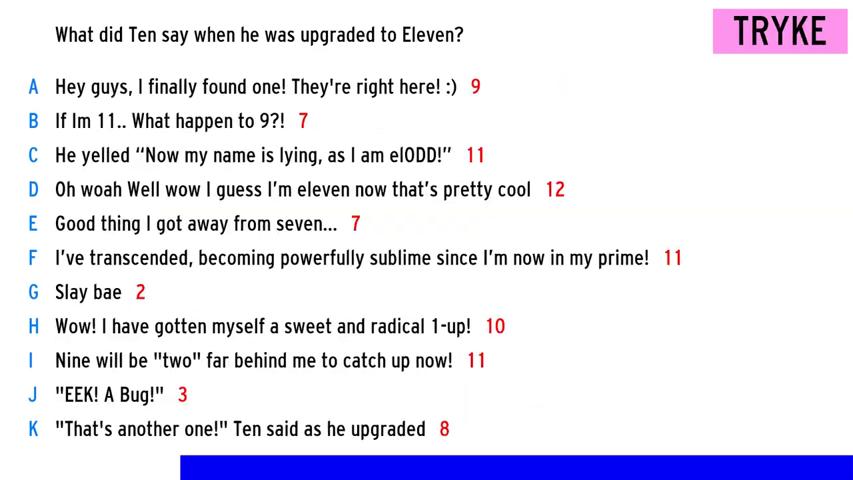 What did Ten say when he was upgraded to Eleven?
TRYKE
A Hey guys, I finally found one! They're right here! :) 9
B If Im 11.. What happen to 9?! 7
C He yelled “Now my name is lying, as I am elODD!” 11
D Oh woah Well wow I guess I’m eleven now that’s pretty cool 12
E Good thing I got away from seven... 7
F I’ve transcended, becoming powerfully sublime since I’m now in my prime! 11
G Slay bae 2
H Wow! I have gotten myself a sweet and radical 1-up! 10
I Nine will be "two" far behind me to catch up now! 11
J "EEK! A Bug!" 3
K "That's another one!" Ten said as he upgraded 8